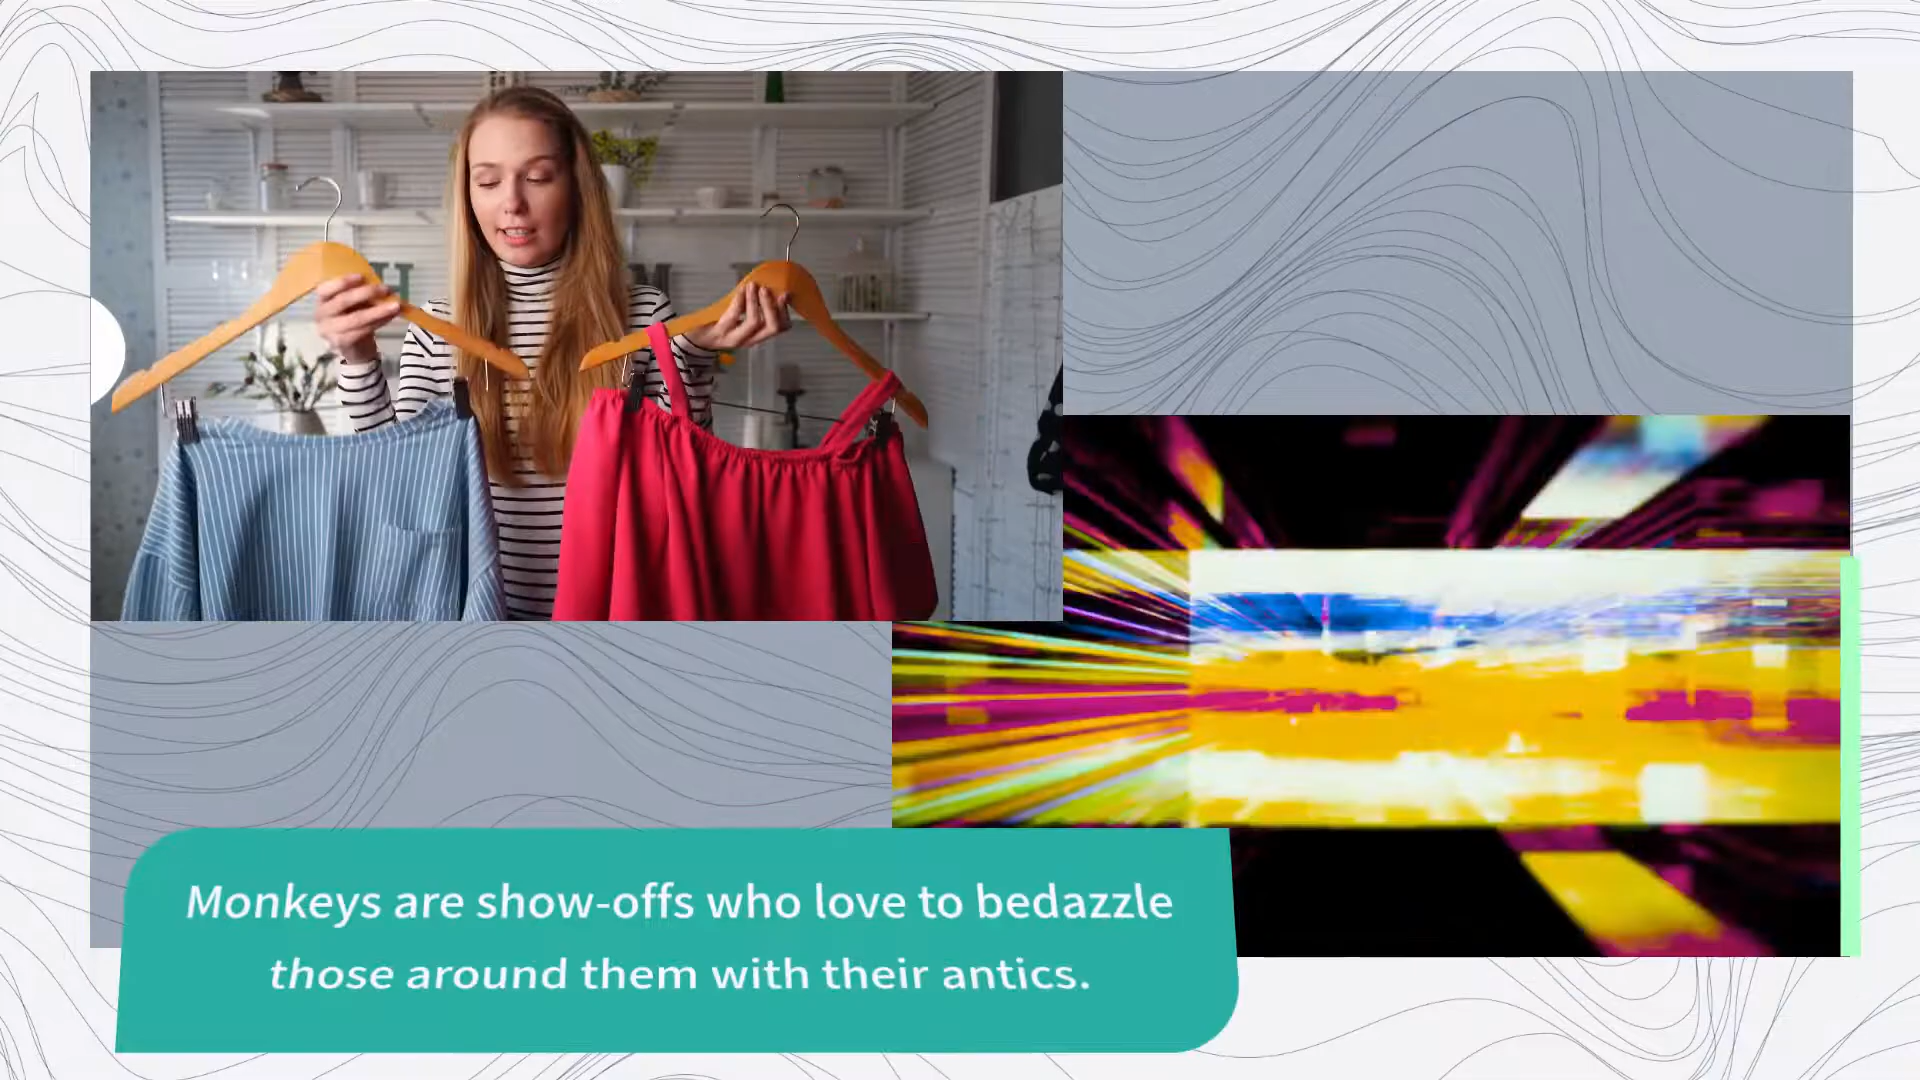 Monkeys are show-offs who love to bedazzle
those around them with their antics.